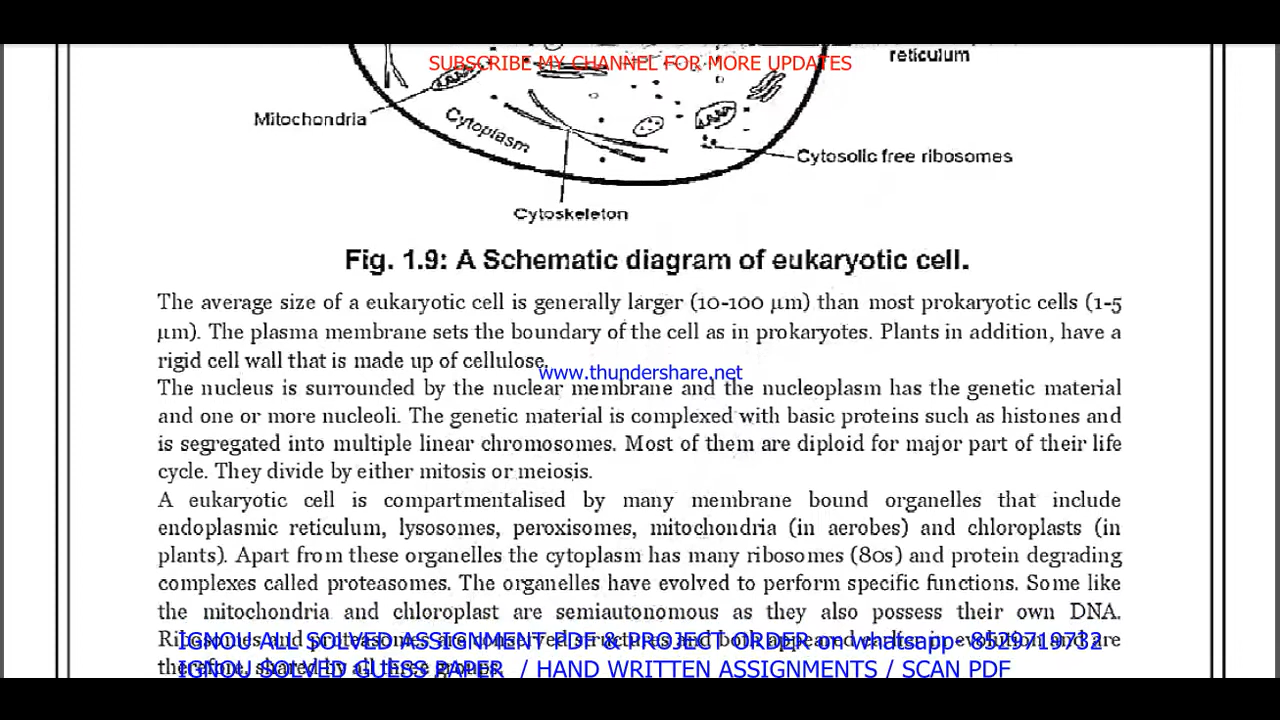 reticulum
SUBSCRIBE MY CHANNEL FOR MORE UPDATES
Mitochondria
Cytoplasm
Cytosolic free ribosomes
Cytoskeleton
Fig. 1.9: A Schematic diagram of eukaryotic cell.
The average size of a eukaryotic cell is generally larger (10-100 µm) than most prokaryotic cells (1-5
µm). The plasma membrane sets the boundary of the cell as in prokaryotes. Plants in addition, have a
rigid cell wall that is made up of cellulose.
www.thundershare.net
The nucleus is surrounded by the nuclear membrane and the nucleoplasm has the genetic material
and one or more nucleoli. The genetic material is complexed with basic proteins such as histones and
is segregated into multiple linear chromosomes. Most of them are diploid for major part of their life
cycle. They divide by either mitosis or meiosis.
A eukaryotic cell is compartmentalised by many membrane bound organelles that include
endoplasmic reticulum, lysosomes, peroxisomes, mitochondria (in aerobes) and chloroplasts (in
plants). Apart from these organelles the cytoplasm has many ribosomes (80s) and protein degrading
complexes called proteasomes. The organelles have evolved to perform specific functions. Some like
the mitochondria and chloroplast are semiautonomous as they also possess their own DNA.
IGNOU ALL SOLVED ASSIGNMENT PDF & PROJECT ORDER on whatsapp - 8529719732
IGNOU SOLVED GUESS PAPER / HAND WRITTEN ASSIGNMENTS / SCAN PDF